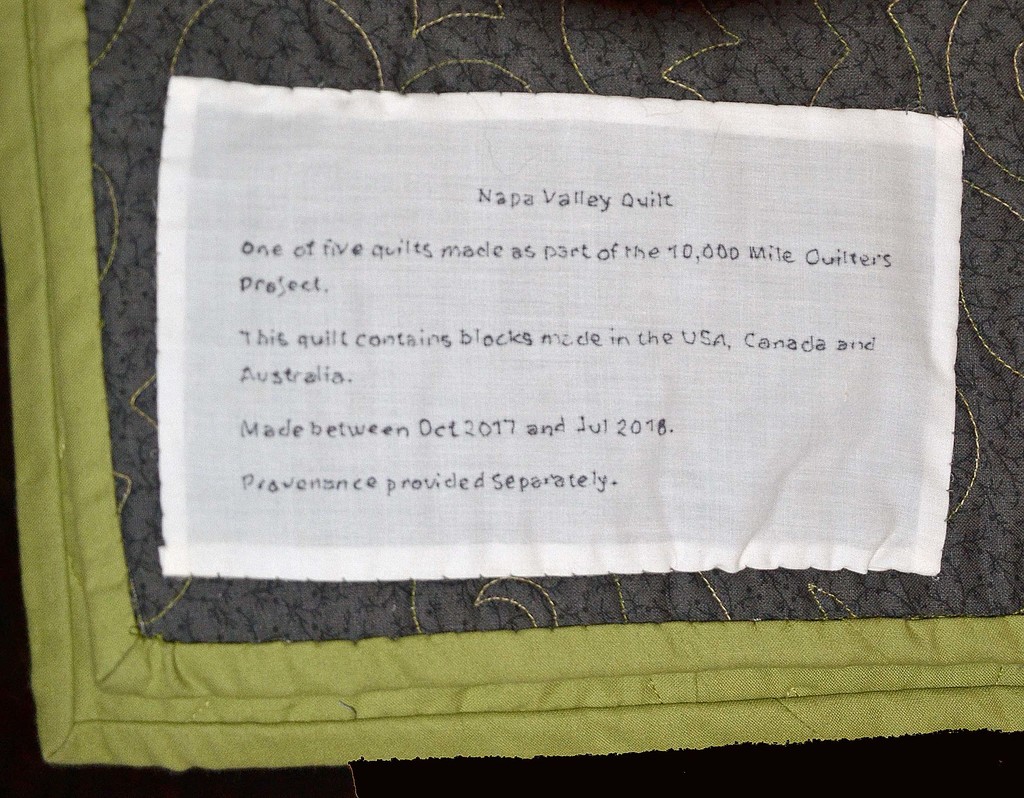 Napa Valley Quilt
One of five quilts made as part of the 10,000 Mile Quilters
Project.
This quilt contains blocks made in the USA, Canada and
Australia.
Made between Oct 2017 and Jul 2018.
Provenance provided separately.